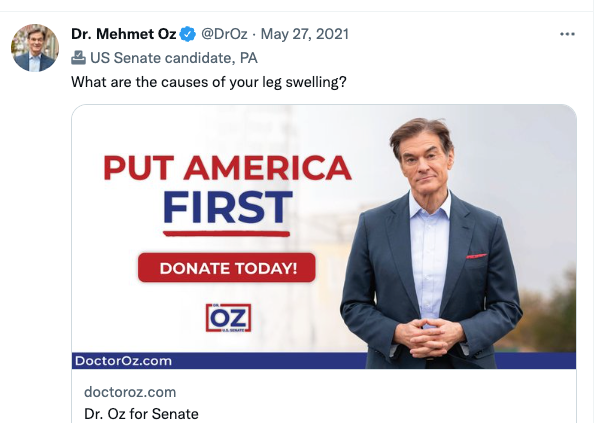 Dr. Mehmet Oz @DrOz · May 27, 2021
US Senate candidate, PA
What are the causes of your leg swelling?
PUT AMERICA
FIRST
DONATE TODAY!
DR.
OZ
U.S. SENATE
DoctorOz.com
doctoroz.com
Dr. Oz for Senate